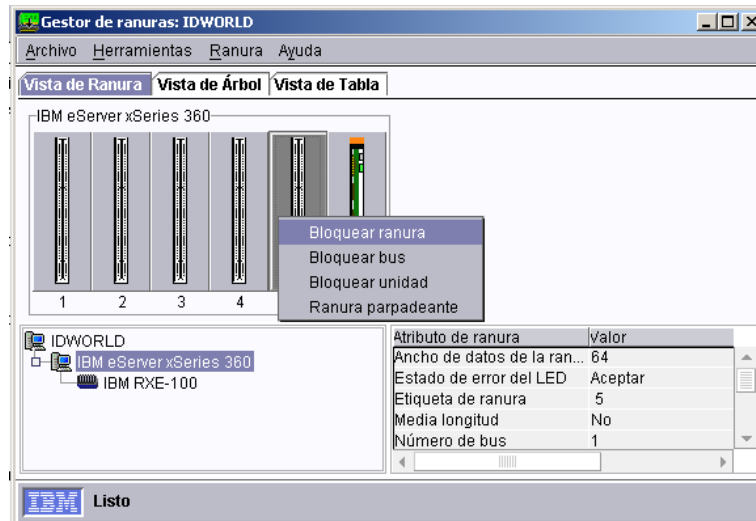 Gestor de ranuras: IDWORLD
Archivo Herramientas Ranura Ayuda
Vista de Ranura Vista de Árbol Vista de Tabla
IBM eServer xSeries 360
Bloquear ranura
Bloquear bus
Bloquear unidad
Ranura parpadeante
1 2 3 4
IDWORLD
IBM eServer xSeries 360
IBM RXE-100
Atributo de ranura Valor
Ancho de datos de la ran... 64
Estado de error del LED Aceptar
Etiqueta de ranura 5
Media longitud No
Número de bus 1
IBM Listo